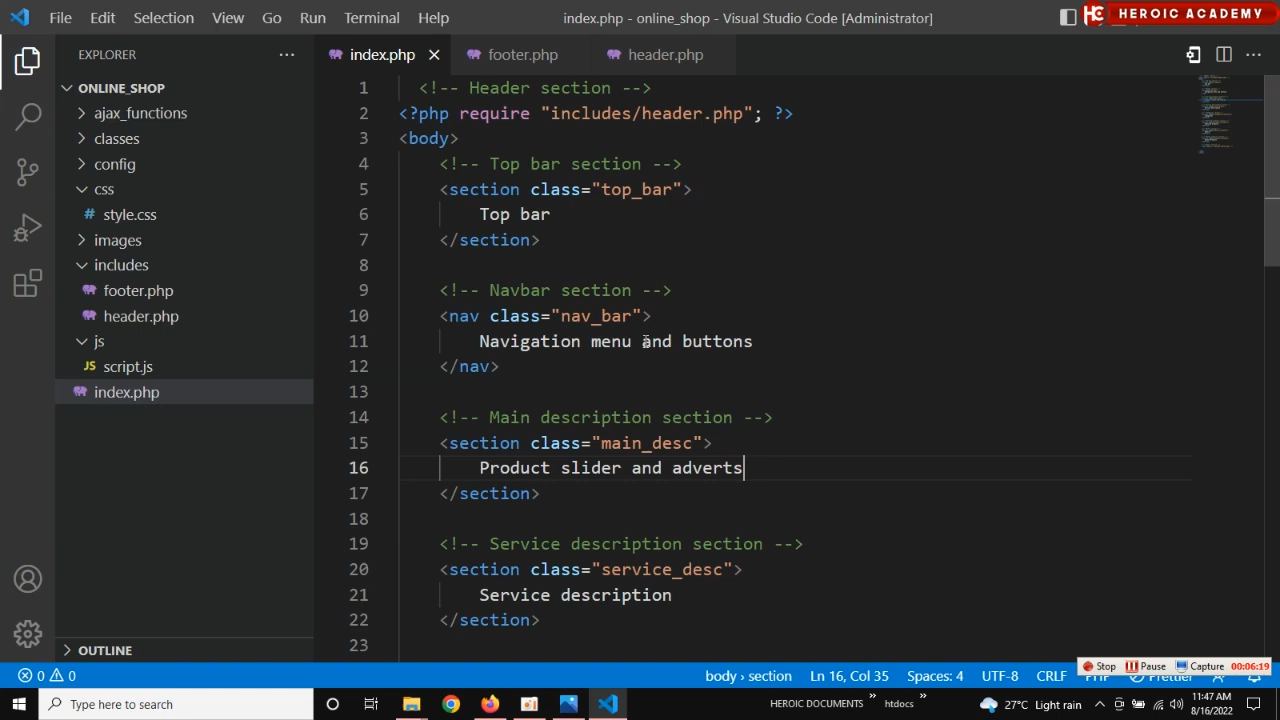 File Edit Selection View Go Run Terminal Help
index.php - online_shop - Visual Studio Code [Administrator]
HC HEROIC ACADEMY
EXPLORER
index.php
footer.php
header.php
ONLINE_SHOP
ajax_functions
classes
config
css
# style.css
images
includes
footer.php
header.php
js
JS script.js
index.php
OUTLINE
1 <!-- Header section -->
2 <?php require "includes/header.php"; ?>
3 <body>
4 <!-- Top bar section -->
5 <section class="top_bar">
6 Top bar
7 </section>
8
9 <!-- Navbar section -->
10 <nav class="nav_bar">
11 Navigation menu and buttons
12 </nav>
13
14 <!-- Main description section -->
15 <section class="main_desc">
16 Product slider and adverts
17 </section>
18
19 <!-- Service description section -->
20 <section class="service_desc">
21 Service description
22 </section>
23
Stop Pause Capture 00:06:19
0 0 body › section Ln 16, Col 35 Spaces: 4 UTF-8 CRLF PHP Prettier
Type here to search
HEROIC DOCUMENTS » htdocs »
27°C Light rain
11:47 AM
8/16/2022